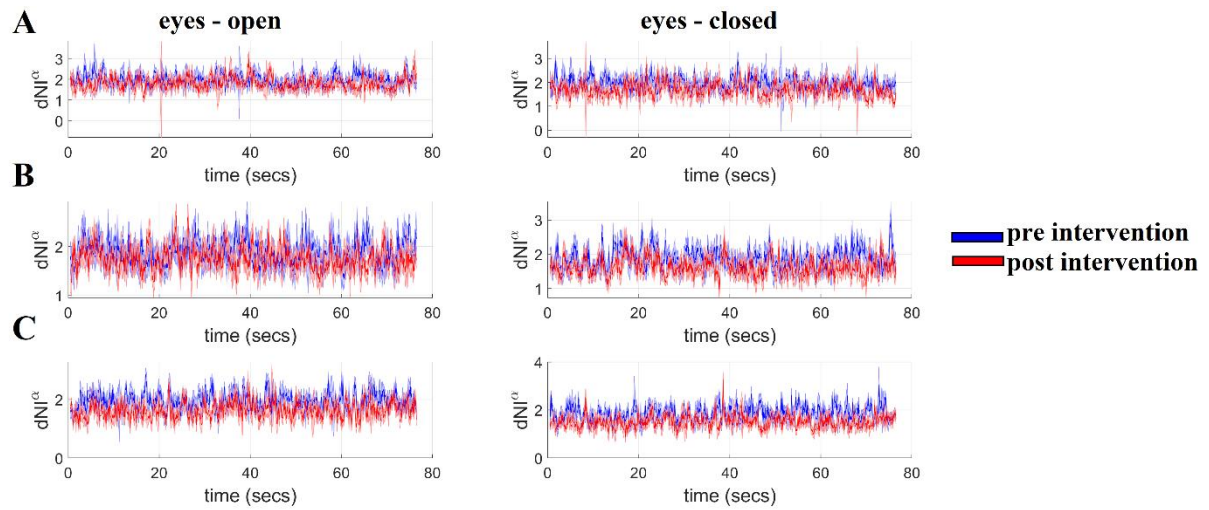 A
eyes - open
eyes - closed
dNI^α
3
2
1
0
0 20 40 60 80
time (secs)
dNI^α
3
2
1
0
0 20 40 60 80
time (secs)
B
dNI^α
2
1
0 20 40 60 80
time (secs)
dNI^α
3
2
1
0 20 40 60 80
time (secs)
pre intervention
post intervention
C
dNI^α
2
0
0 20 40 60 80
time (secs)
dNI^α
4
2
0
0 20 40 60 80
time (secs)